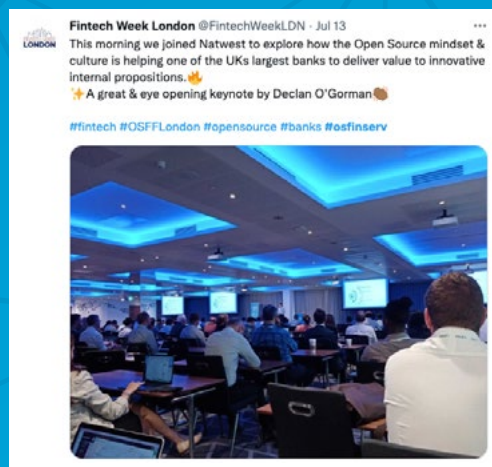 Fintech Week London @FintechWeekLDN · Jul 13
LONDON
This morning we joined Natwest to explore how the Open Source mindset &
culture is helping one of the UKs largest banks to deliver value to innovative
internal propositions.🔥
✨A great & eye opening keynote by Declan O'Gorman👏🏾
#fintech #OSFFLondon #opensource #banks #osfinserv